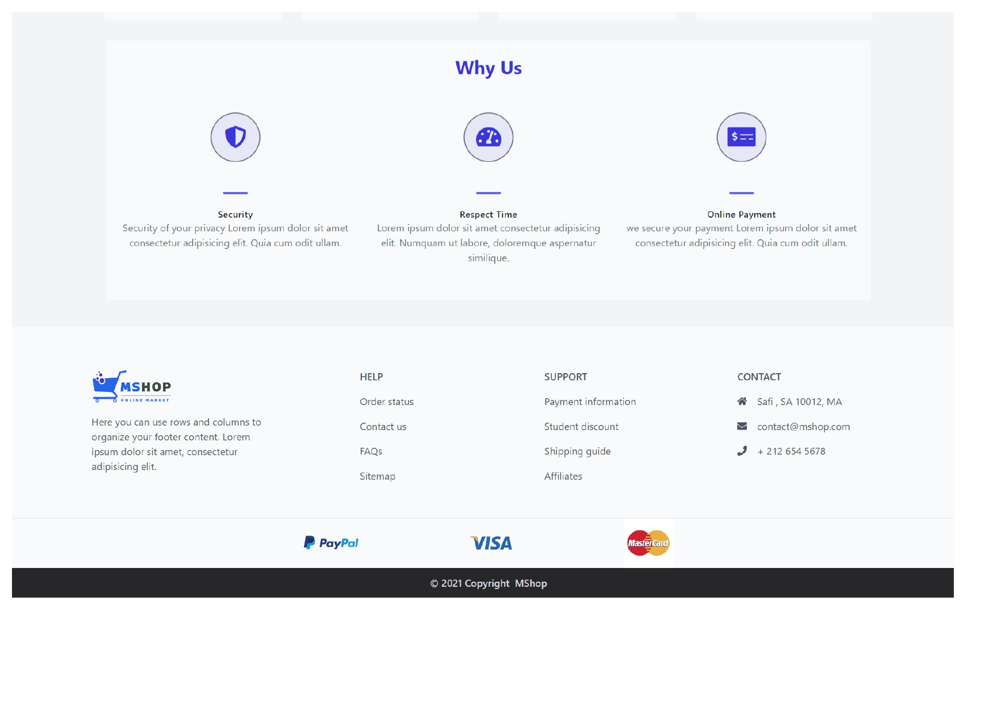 Why Us
Security
Security of your privacy Lorem ipsum dolor sit amet
consectetur adipisicing elit. Quia cum odit ullam.
Respect Time
Lorem ipsum dolor sit amet consectetur adipisicing
elit. Numquam ut labore, doloremque aspernatur
similique.
Online Payment
we secure your payment Lorem ipsum dolor sit amet
consectetur adipisicing elit. Quia cum odit ullam.
MSHOP
ONLINE MARKET
Here you can use rows and columns to
organize your footer content. Lorem
ipsum dolor sit amet, consectetur
adipisicing elit.
HELP
Order status
Contact us
FAQs
Sitemap
SUPPORT
Payment information
Student discount
Shipping guide
Affiliates
CONTACT
Safi , SA 10012, MA
contact@mshop.com
+ 212 654 5678
PayPal
VISA
MasterCard
© 2021 Copyright MShop